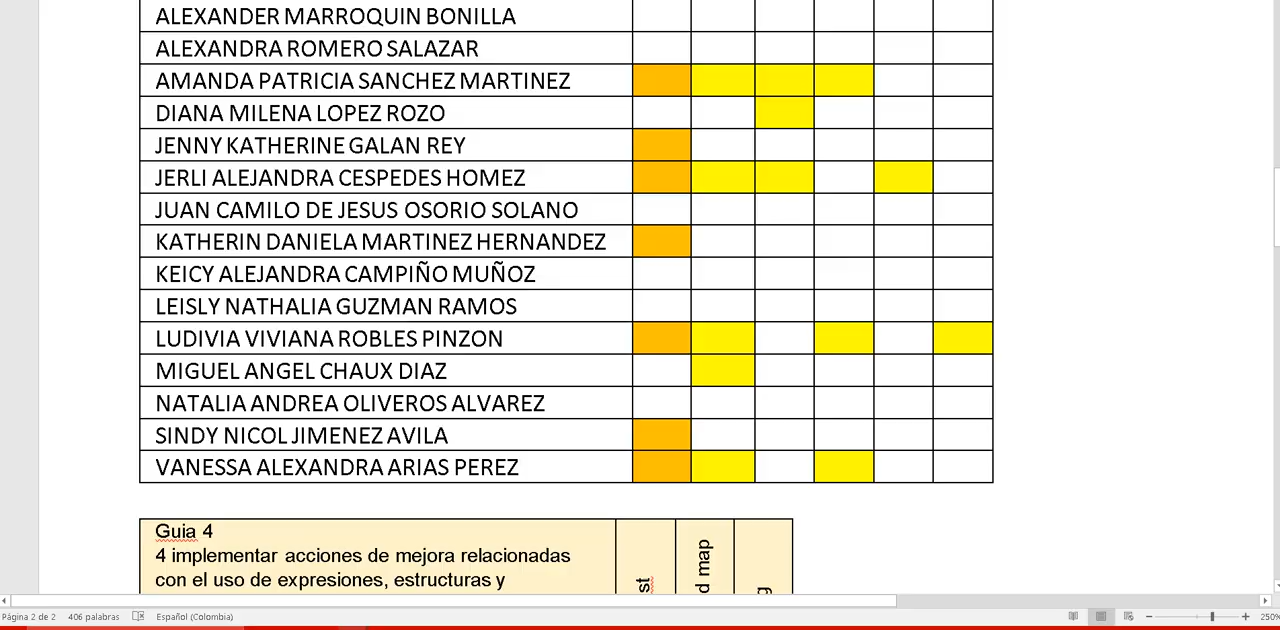 ALEXANDER MARROQUIN BONILLA
ALEXANDRA ROMERO SALAZAR
AMANDA PATRICIA SANCHEZ MARTINEZ
DIANA MILENA LOPEZ ROZO
JENNY KATHERINE GALAN REY
JERLI ALEJANDRA CESPEDES HOMEZ
JUAN CAMILO DE JESUS OSORIO SOLANO
KATHERIN DANIELA MARTINEZ HERNANDEZ
KEICY ALEJANDRA CAMPIÑO MUÑOZ
LEISLY NATHALIA GUZMAN RAMOS
LUDIVIA VIVIANA ROBLES PINZON
MIGUEL ANGEL CHAUX DIAZ
NATALIA ANDREA OLIVEROS ALVAREZ
SINDY NICOL JIMENEZ AVILA
VANESSA ALEXANDRA ARIAS PEREZ
Guia 4
4 implementar acciones de mejora relacionadas
con el uso de expresiones, estructuras y
st
d map
g
Página 2 de 2 406 palabras Español (Colombia) 250%